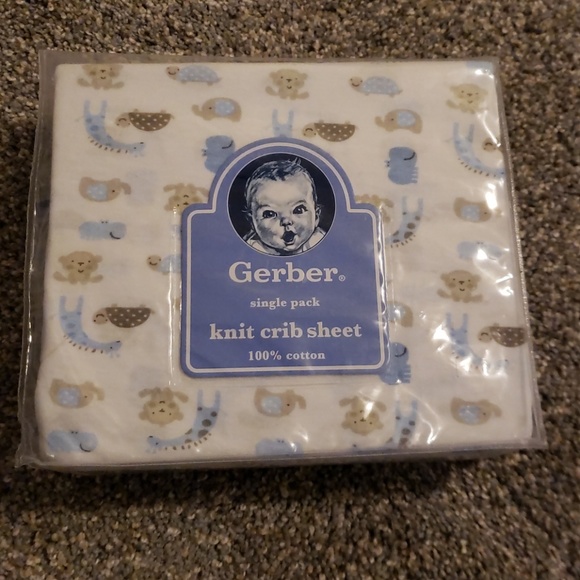 Gerber®
single pack
knit crib sheet
100% cotton